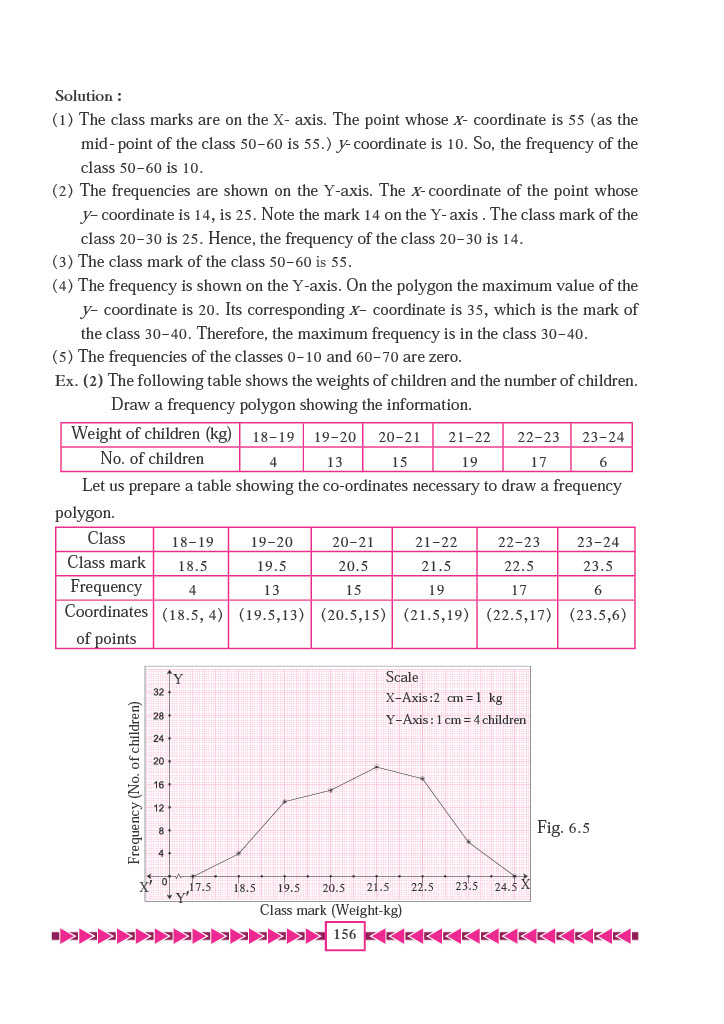 Solution :
(1) The class marks are on the X- axis. The point whose x- coordinate is 55 (as the
mid-point of the class 50-60 is 55.) y-coordinate is 10. So, the frequency of the
class 50-60 is 10.
(2) The frequencies are shown on the Y-axis. The x-coordinate of the point whose
y- coordinate is 14, is 25. Note the mark 14 on the Y- axis . The class mark of the
class 20-30 is 25. Hence, the frequency of the class 20-30 is 14.
(3) The class mark of the class 50-60 is 55.
(4) The frequency is shown on the Y-axis. On the polygon the maximum value of the
y- coordinate is 20. Its corresponding x- coordinate is 35, which is the mark of
the class 30-40. Therefore, the maximum frequency is in the class 30-40.
(5) The frequencies of the classes 0-10 and 60-70 are zero.
Ex. (2) The following table shows the weights of children and the number of children.
Draw a frequency polygon showing the information.
Weight of children (kg) 18-19 19-20 20-21 21-22 22-23 23-24
No. of children 4 13 15 19 17 6
Let us prepare a table showing the co-ordinates necessary to draw a frequency
polygon.
Class 18-19 19-20 20-21 21-22 22-23 23-24
Class mark 18.5 19.5 20.5 21.5 22.5 23.5
Frequency 4 13 15 19 17 6
Coordinates (18.5, 4) (19.5,13) (20.5,15) (21.5,19) (22.5,17) (23.5,6)
of points
Y
Scale
X-Axis:2 cm = 1 kg
Y-Axis : 1 cm = 4 children
Frequency (No. of children)
32
28
24
20
16
12
8
4
0
Fig. 6.5
X' 17.5 18.5 19.5 20.5 21.5 22.5 23.5 24.5 X
Y'
Class mark (Weight-kg)
156